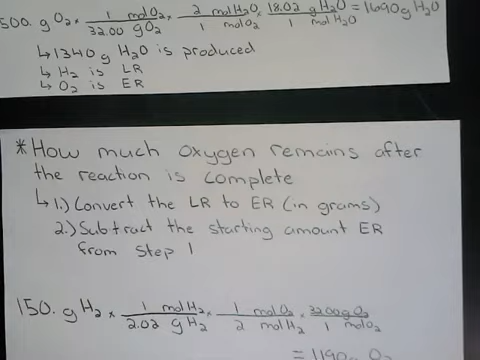 500. g O₂ × 1 mol O₂ / 32.00 g O₂ × 2 mol H₂O / 1 mol O₂ × 18.02 g H₂O / 1 mol H₂O = 1690 g H₂O
↳ 1340 g H₂O is produced
↳ H₂ is LR
↳ O₂ is ER
* How much oxygen remains after
the reaction is complete
↳ 1.) Convert the LR to ER (in grams)
2.) Subtract the starting amount ER
from Step 1
150. g H₂ × 1 mol H₂ / 2.02 g H₂ × 1 mol O₂ / 2 mol H₂ × 32.00 g O₂ / 1 mol O₂
= 1190 g O₂